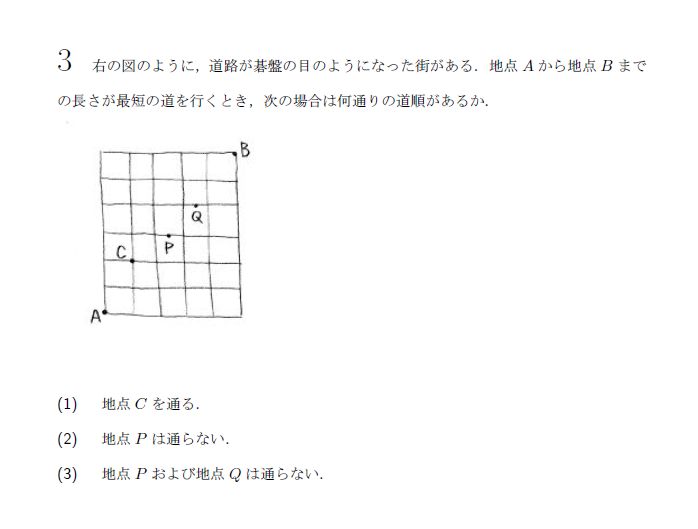 3 右の図のように，道路が碁盤の目のようになった街がある．地点 A から地点 B まで
の長さが最短の道を行くとき，次の場合は何通りの道順があるか．
B
Q
P
C
A
(1) 地点 C を通る．
(2) 地点 P は通らない．
(3) 地点 P および地点 Q は通らない．